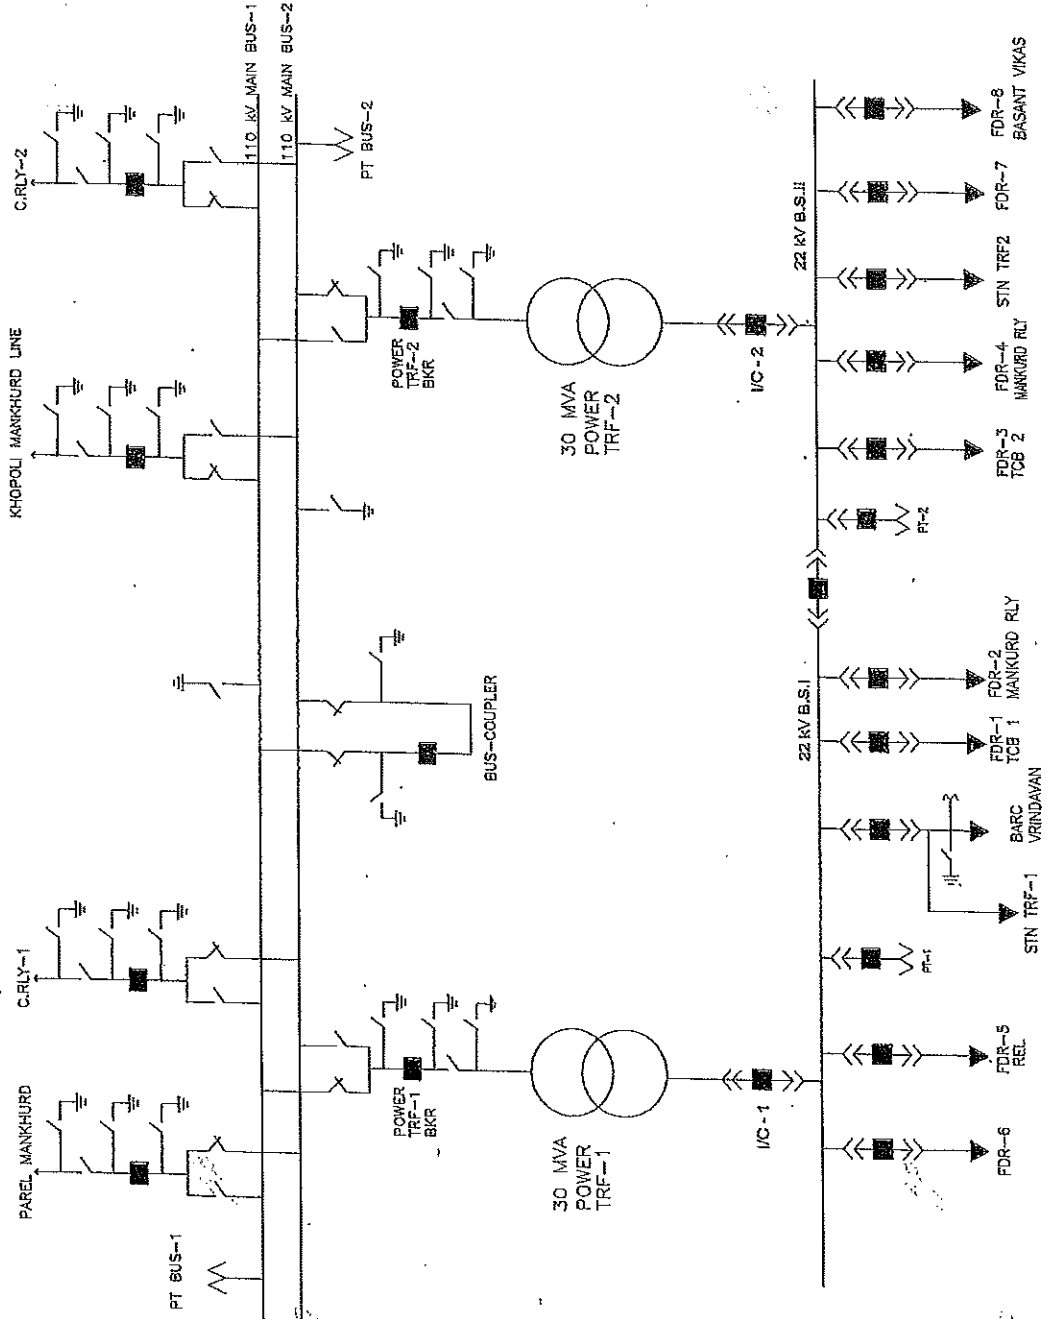 PT BUS-1
PAREL MANKHURD
C.RLY-1
KHOPOLI MANKHURD LINE
C.RLY-2
110 kV MAIN BUS-1
110 kV MAIN BUS-2
POWER
TRF-1
BKR
BUS-COUPLER
POWER
TRF-2
BKR
PT BUS-2
30 MVA
POWER
TRF-1
30 MVA
POWER
TRF-2
I/C-1
I/C-2
22 kV B.S.I
22 kV B.S.II
FDR-6
FDR-5
REL
PT-1
STN TRF-1
BARC
VRINDAVAN
FDR-1
TCB 1
FDR-2
MANKURD RLY
PT-2
FDR-3
TCB 2
FDR-4
MANKURD RLY
STN TRF2
FDR-7
FDR-8
BASANT VIKAS